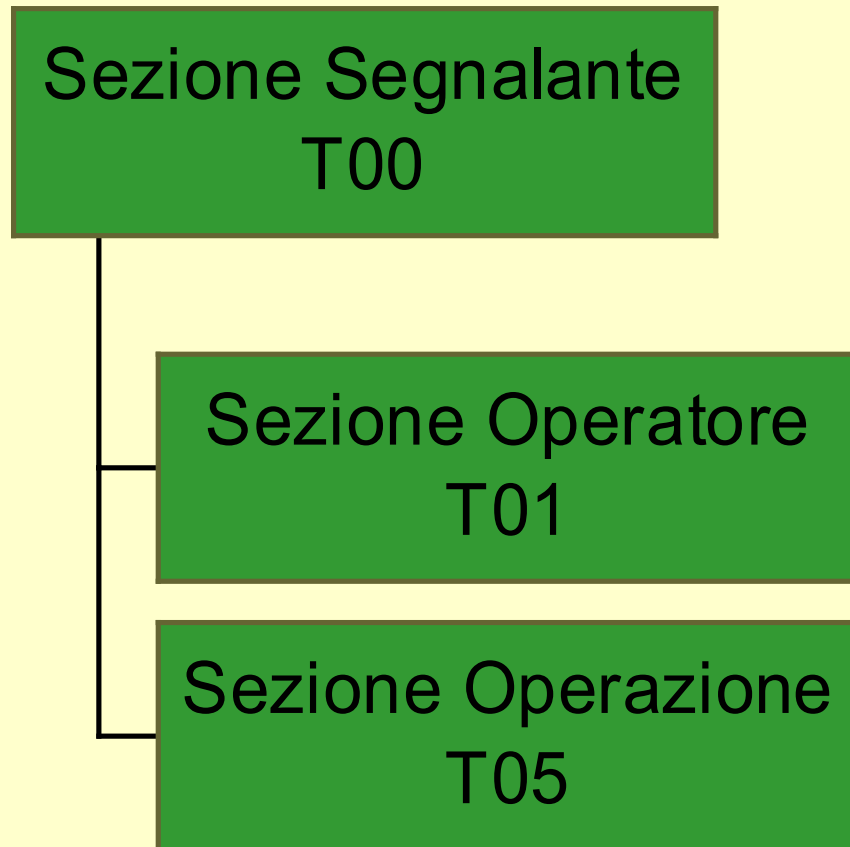 Sezione Segnalante
T00
Sezione Operatore
T01
Sezione Operazione
T05